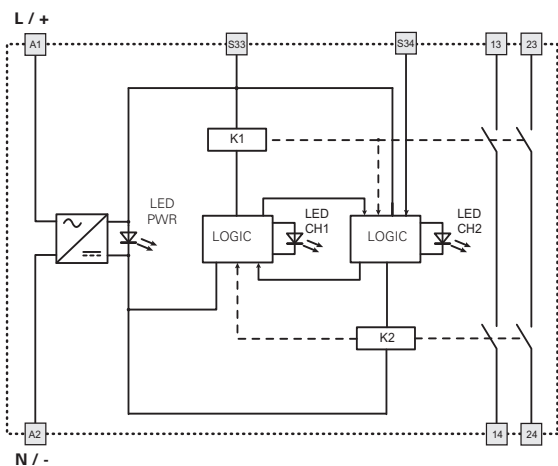 L / +
A1
S33
S34
13
23
K1
LED
PWR
LOGIC
LED
CH1
LOGIC
LED
CH2
K2
A2
14
24
N / -